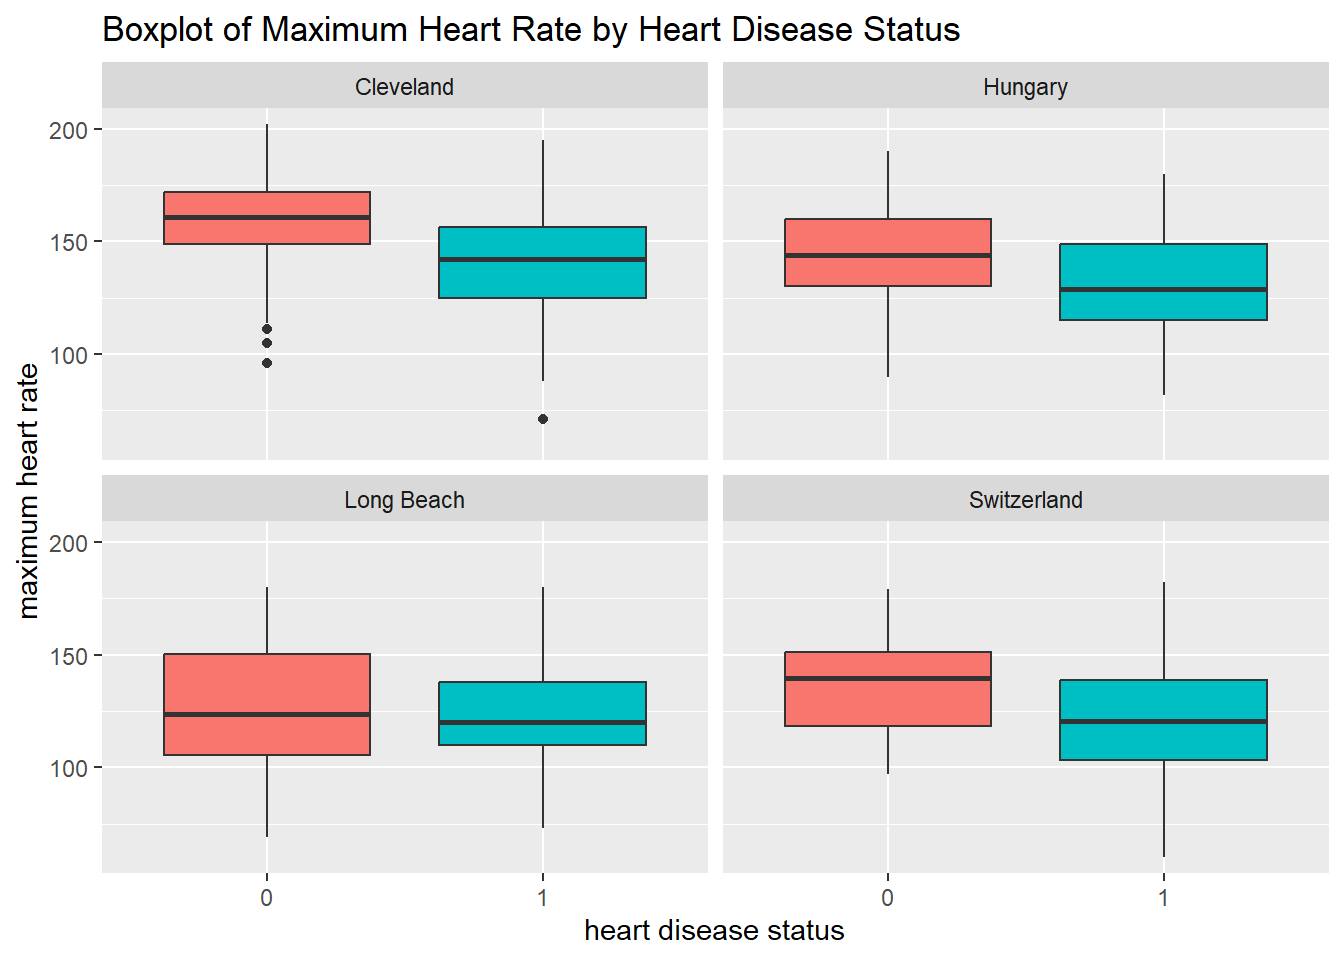 Boxplot of Maximum Heart Rate by Heart Disease Status
Cleveland
Hungary
200
150
100
maximum heart rate
Long Beach
Switzerland
200
150
100
0
1
0
1
heart disease status